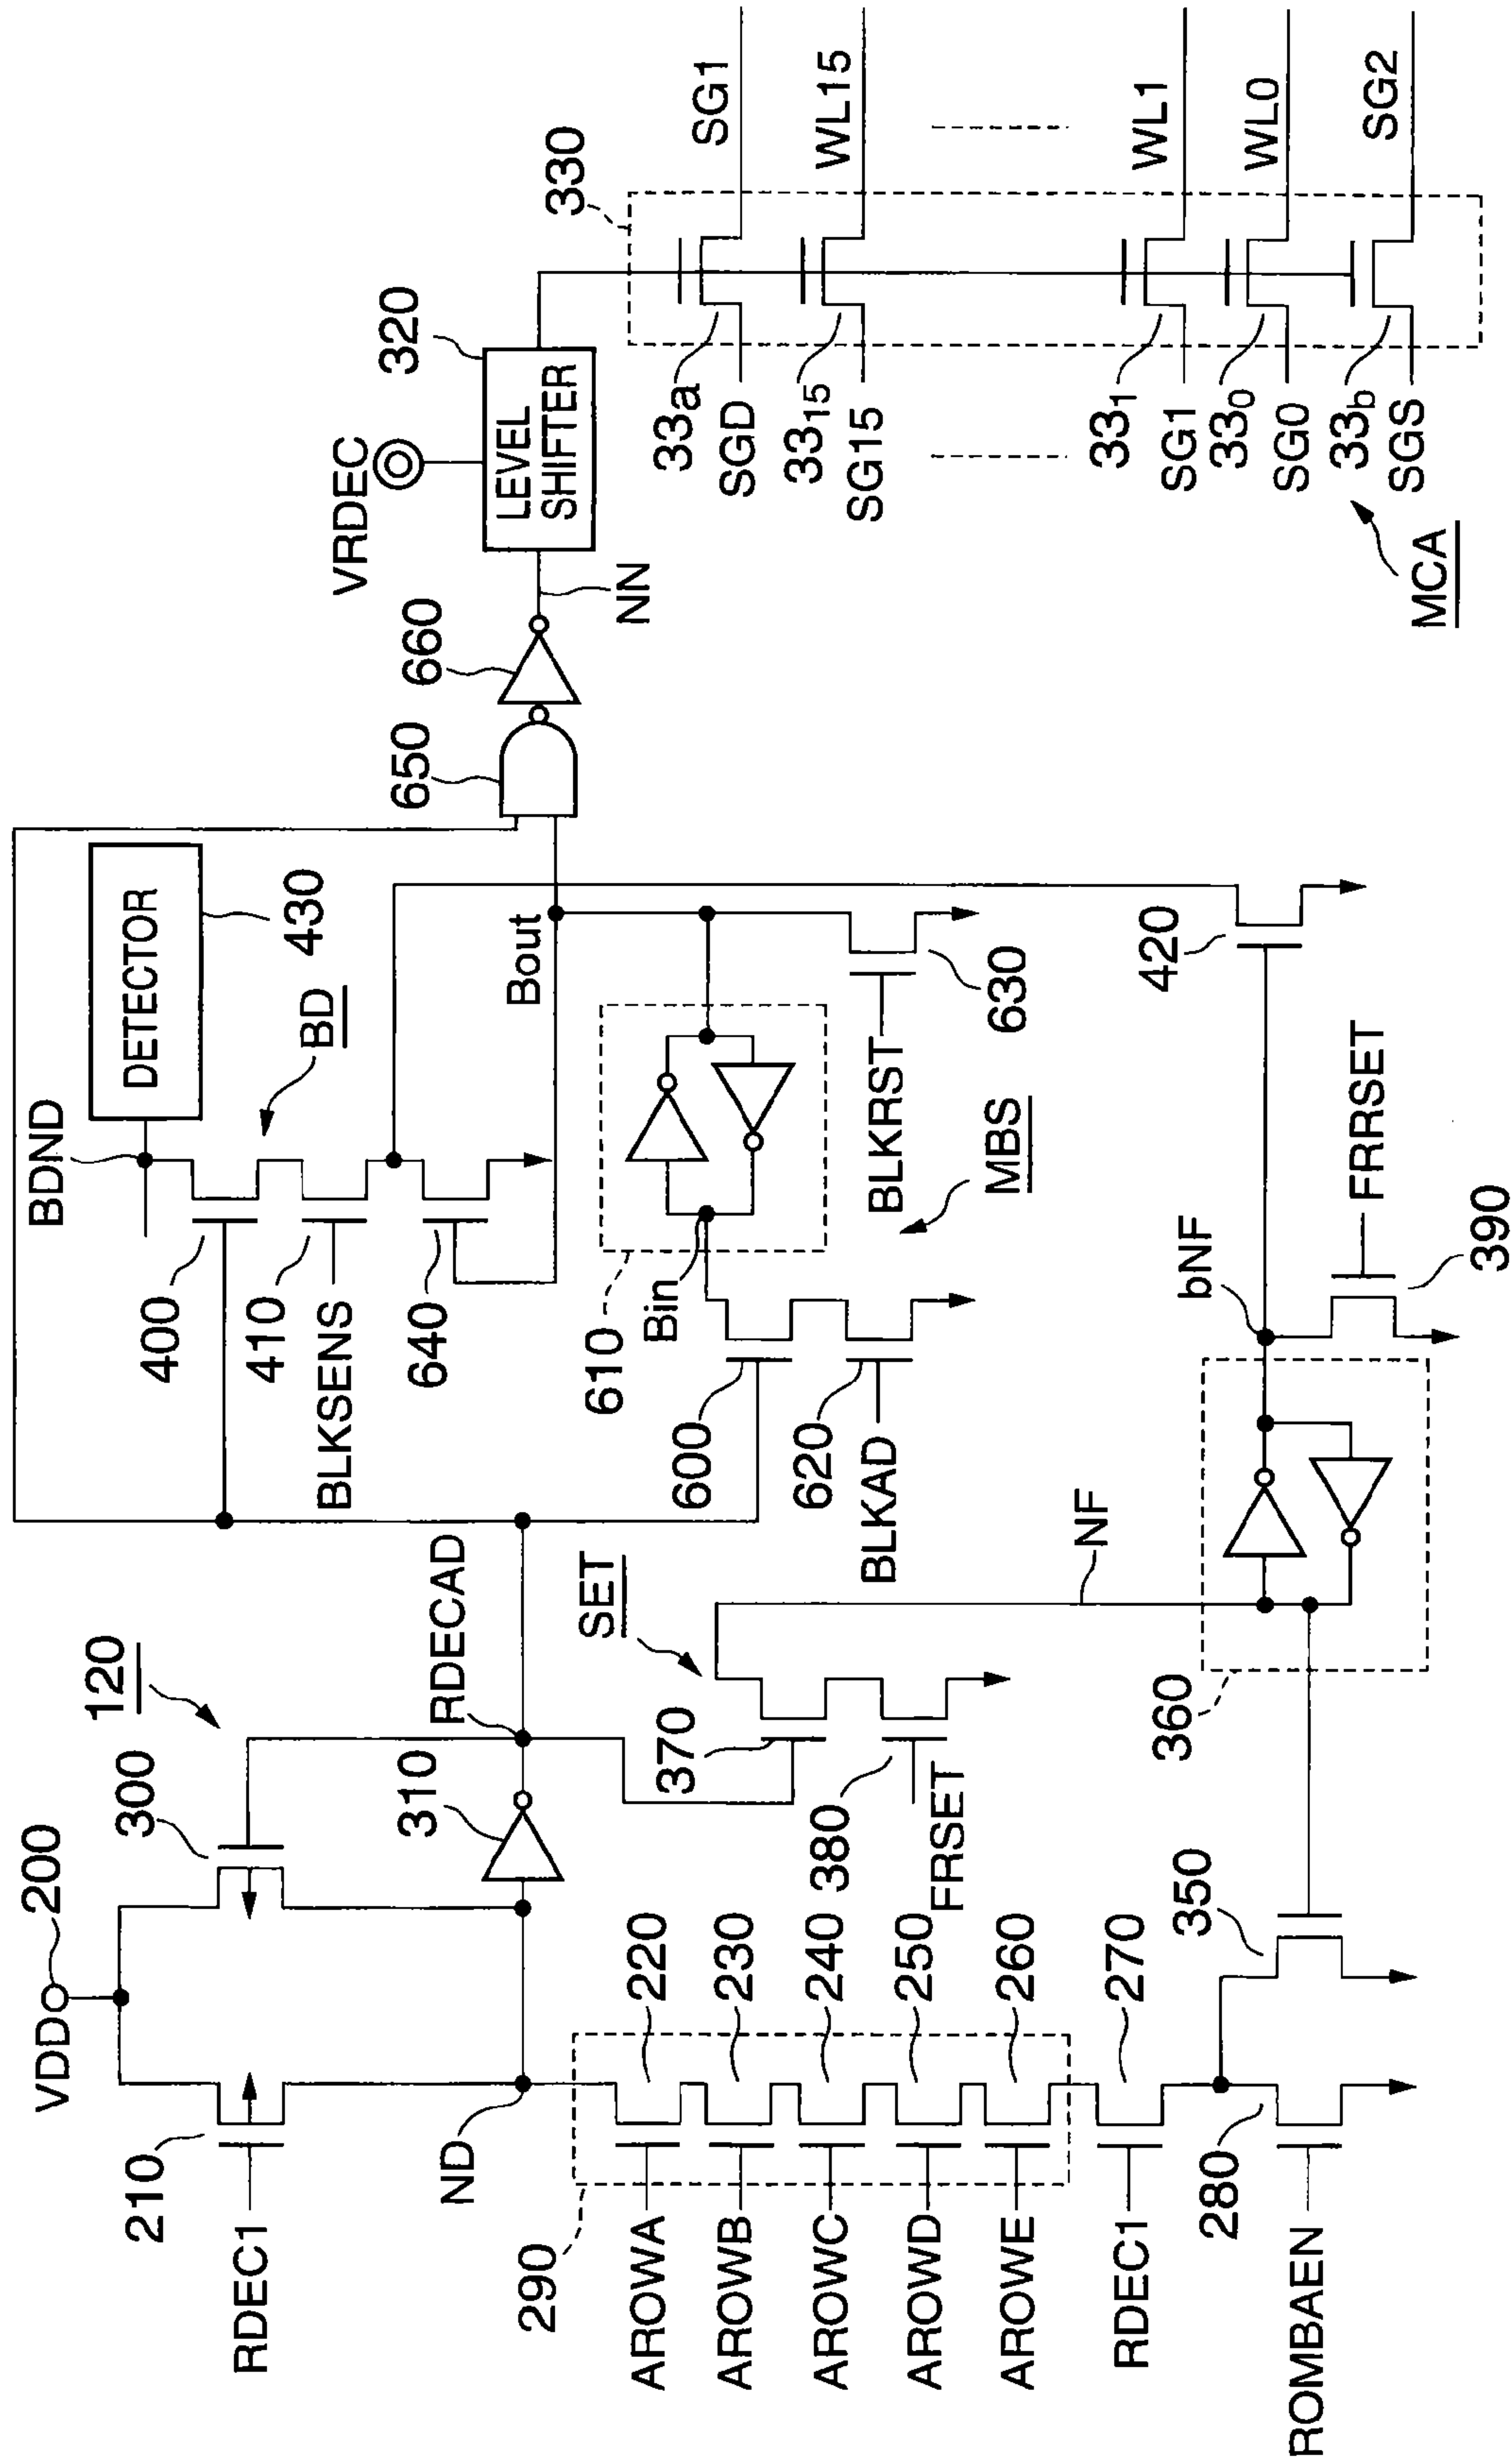 VDD
200
210
RDEC1
300
120
ND
310
RDECAD
290
AROWA
220
AROWB
230
AROWC
240
AROWD
250
AROWE
260
RDEC1
270
ROMBAEN
280
350
SET
370
380
FRSET
NF
360
bNF
FRRSET
390
420
BDND
DETECTOR
430
BD
400
410
BLKSENS
640
Bout
610
Bin
600
620
BLKAD
MBS
BLKRST
630
650
660
NN
VRDEC
320
LEVEL
SHIFTER
330
33a
SGD
SG1
3315
SG15
WL15
331
SG1
WL1
330
SG0
WL0
33b
SGS
SG2
MCA